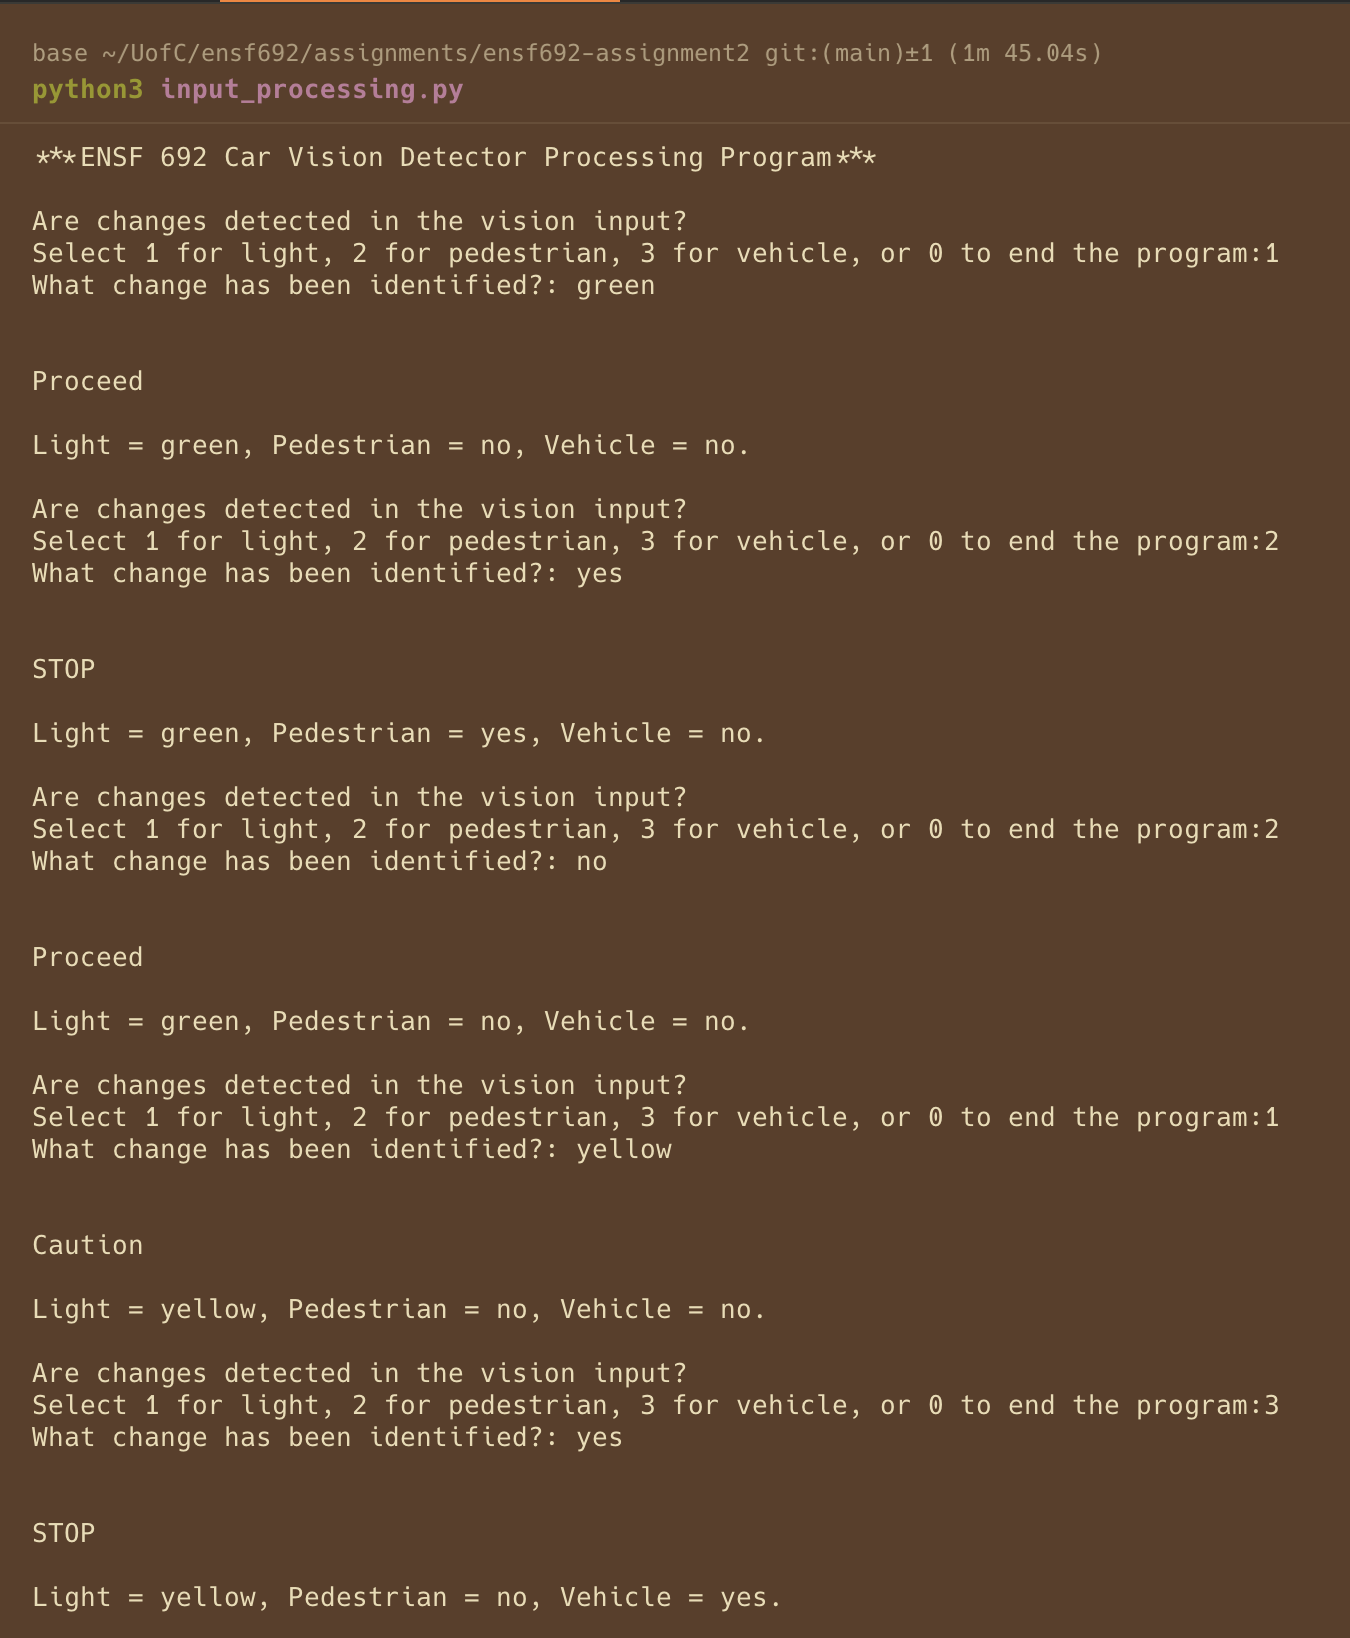 base ~/UofC/ensf692/assignments/ensf692-assignment2 git:(main)±1 (1m 45.04s)
python3 input_processing.py
***ENSF 692 Car Vision Detector Processing Program***
Are changes detected in the vision input?
Select 1 for light, 2 for pedestrian, 3 for vehicle, or 0 to end the program:1
What change has been identified?: green
Proceed
Light = green, Pedestrian = no, Vehicle = no.
Are changes detected in the vision input?
Select 1 for light, 2 for pedestrian, 3 for vehicle, or 0 to end the program:2
What change has been identified?: yes
STOP
Light = green, Pedestrian = yes, Vehicle = no.
Are changes detected in the vision input?
Select 1 for light, 2 for pedestrian, 3 for vehicle, or 0 to end the program:2
What change has been identified?: no
Proceed
Light = green, Pedestrian = no, Vehicle = no.
Are changes detected in the vision input?
Select 1 for light, 2 for pedestrian, 3 for vehicle, or 0 to end the program:1
What change has been identified?: yellow
Caution
Light = yellow, Pedestrian = no, Vehicle = no.
Are changes detected in the vision input?
Select 1 for light, 2 for pedestrian, 3 for vehicle, or 0 to end the program:3
What change has been identified?: yes
STOP
Light = yellow, Pedestrian = no, Vehicle = yes.